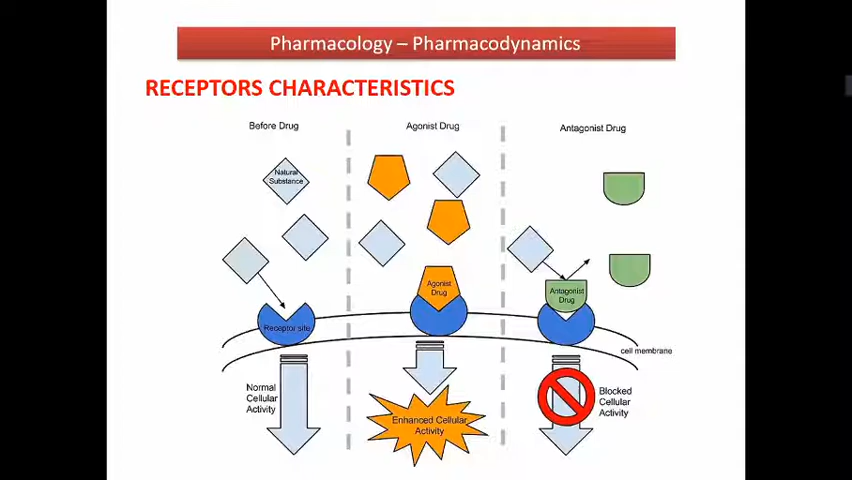 Pharmacology – Pharmacodynamics
RECEPTORS CHARACTERISTICS
Before Drug
Agonist Drug
Antagonist Drug
Natural
Substance
Agonist
Drug
Antagonist
Drug
Receptor site
cell membrane
Normal
Cellular
Activity
Enhanced Cellular
Activity
Blocked
Cellular
Activity